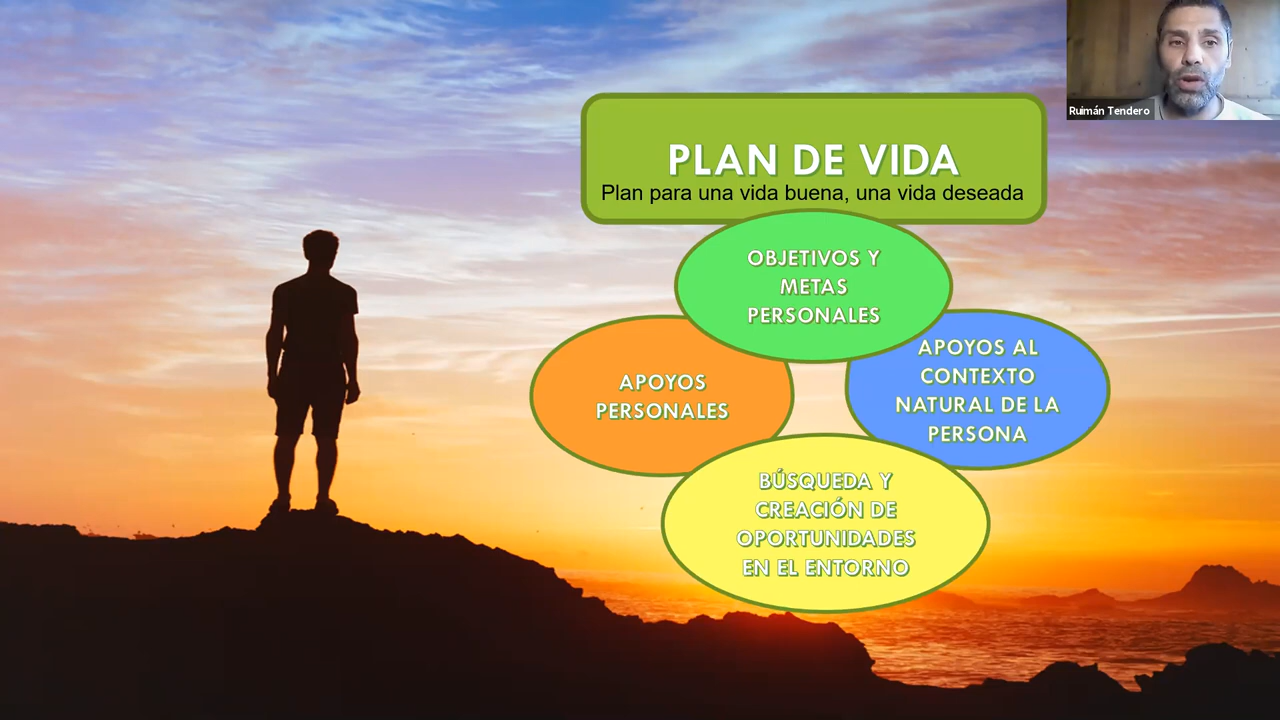 Ruimán Tendero
PLAN DE VIDA
Plan para una vida buena, una vida deseada
OBJETIVOS Y
METAS
PERSONALES
APOYOS
PERSONALES
APOYOS AL
CONTEXTO
NATURAL DE LA
PERSONA
BÚSQUEDA Y
CREACIÓN DE
OPORTUNIDADES
EN EL ENTORNO